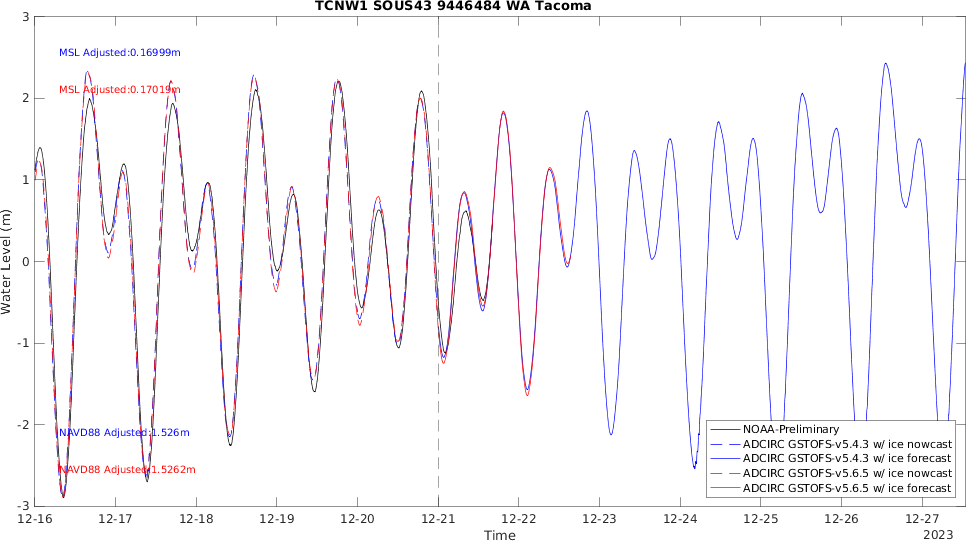 TCNW1 SOUS43 9446484 WA Tacoma
3
MSL Adjusted:0.16999m
MSL Adjusted:0.17019m
2
1
Water Level (m)
0
-1
-2
NAVD88 Adjusted:1.526m
NAVD88 Adjusted:1.5262m
-3
NOAA-Preliminary
ADCIRC GSTOFS-v5.4.3 w/ ice nowcast
ADCIRC GSTOFS-v5.4.3 w/ ice forecast
ADCIRC GSTOFS-v5.6.5 w/ ice nowcast
ADCIRC GSTOFS-v5.6.5 w/ ice forecast
12-16 12-17 12-18 12-19 12-20 12-21 12-22 12-23 12-24 12-25 12-26 12-27
Time
2023